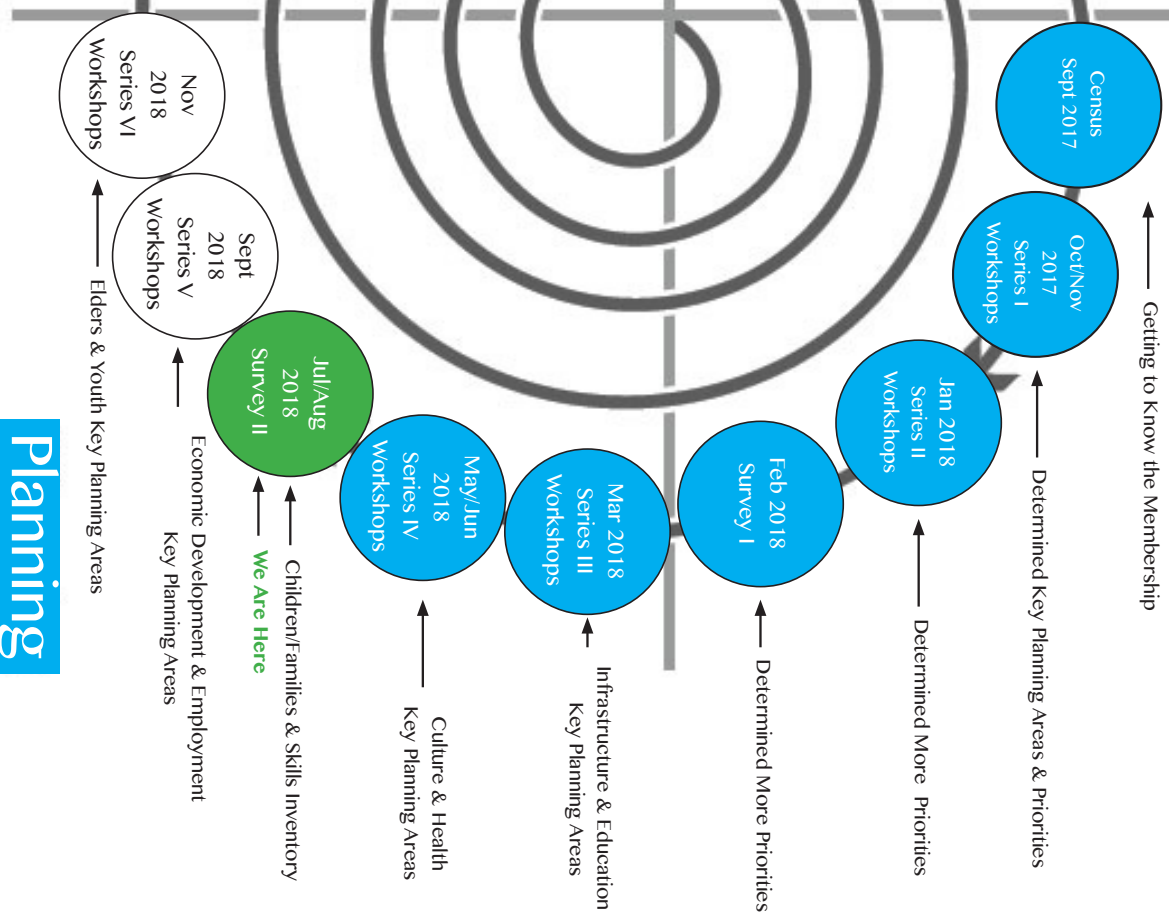 Census
Sept 2017
Getting to Know the Membership
Oct/Nov
2017
Series I
Workshops
Determined Key Planning Areas & Priorities
Jan 2018
Series II
Workshops
Determined More Priorities
Feb 2018
Survey I
Determined More Priorities
Mar 2018
Series III
Workshops
Infrastructure & Education
Key Planning Areas
May/Jun
2018
Series IV
Workshops
Culture & Health
Key Planning Areas
Jul/Aug
2018
Survey II
Children/Families & Skills Inventory
We Are Here
Sept
2018
Series V
Workshops
Economic Development & Employment
Key Planning Areas
Nov
2018
Series VI
Workshops
Elders & Youth Key Planning Areas
Planning